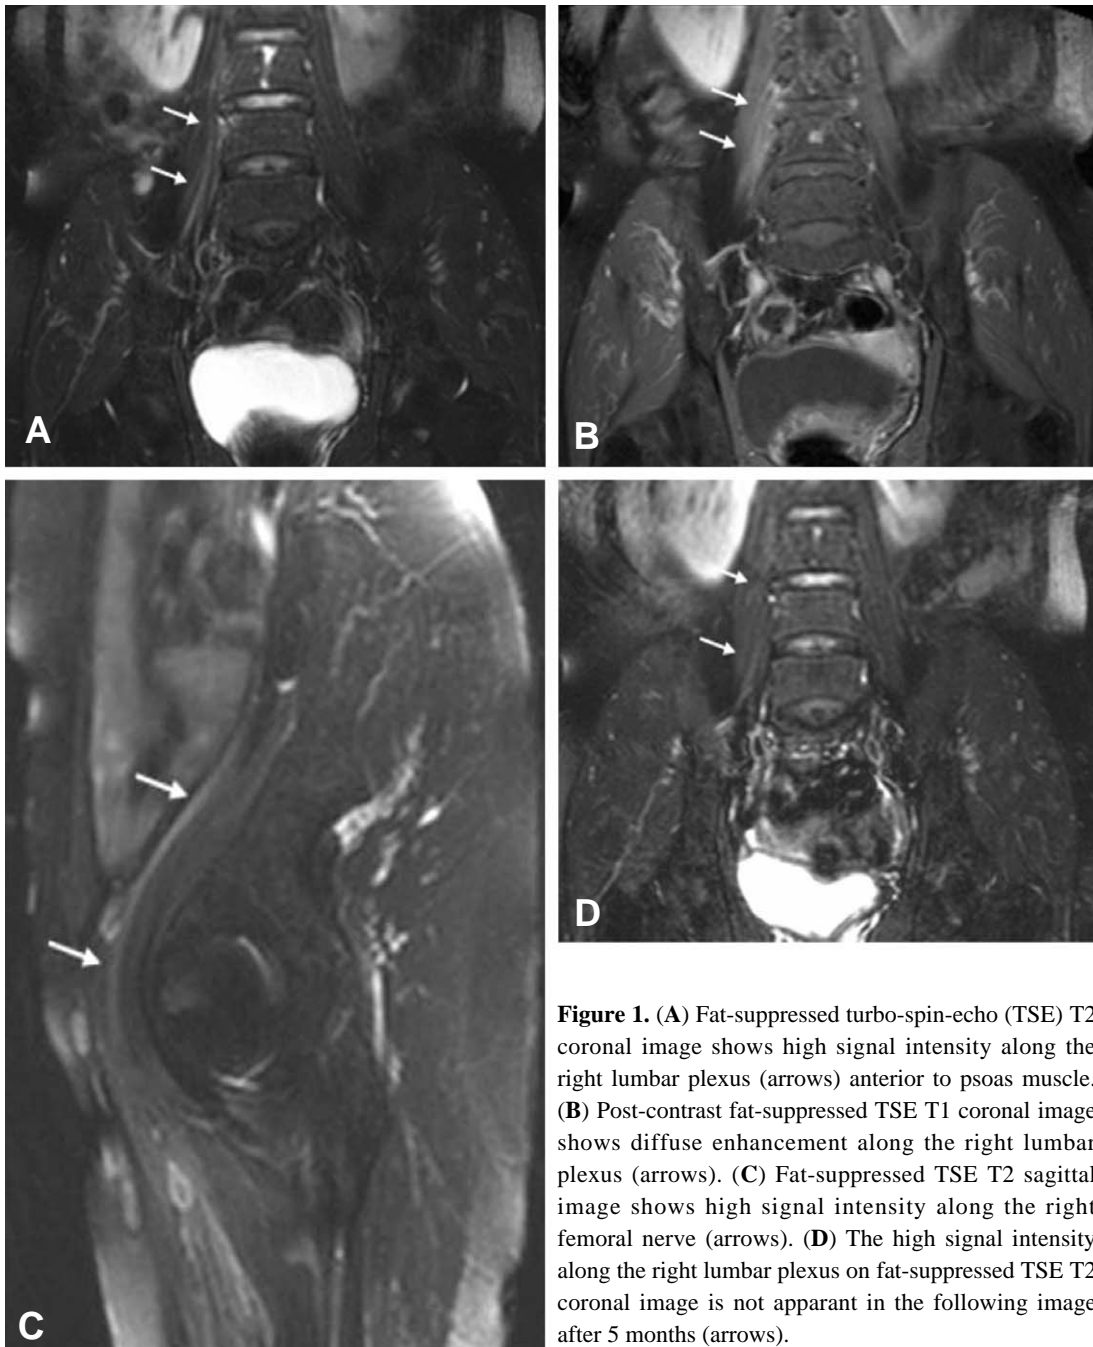 A
B
C
D
Figure 1. (A) Fat-suppressed turbo-spin-echo (TSE) T2
coronal image shows high signal intensity along the
right lumbar plexus (arrows) anterior to psoas muscle.
(B) Post-contrast fat-suppressed TSE T1 coronal image
shows diffuse enhancement along the right lumbar
plexus (arrows). (C) Fat-suppressed TSE T2 sagittal
image shows high signal intensity along the right
femoral nerve (arrows). (D) The high signal intensity
along the right lumbar plexus on fat-suppressed TSE T2
coronal image is not apparant in the following image
after 5 months (arrows).